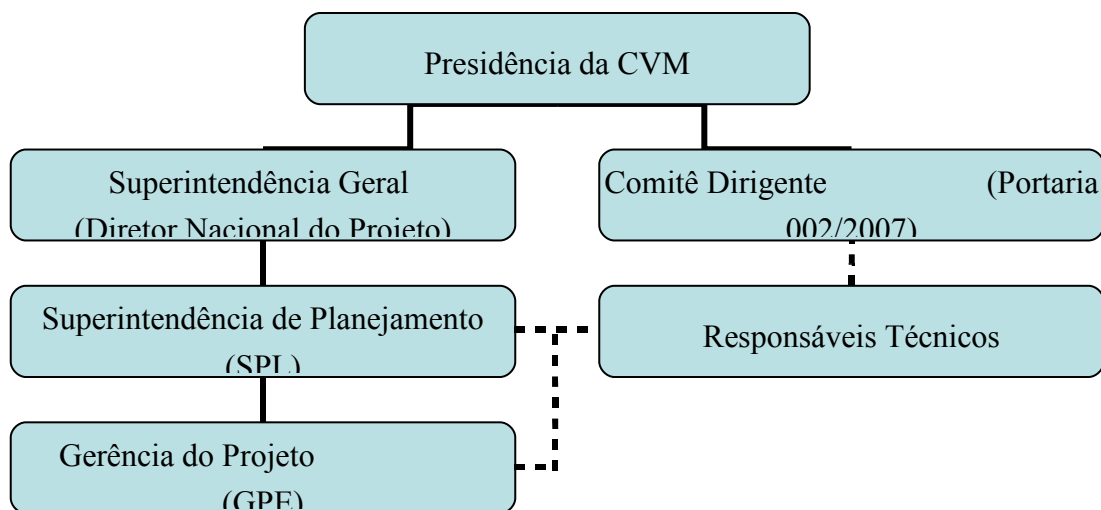 Presidência da CVM
Superintendência Geral
(Diretor Nacional do Projeto)
Comitê Dirigente (Portaria
002/2007)
Superintendência de Planejamento
(SPL)
Responsáveis Técnicos
Gerência do Projeto
(GPE)